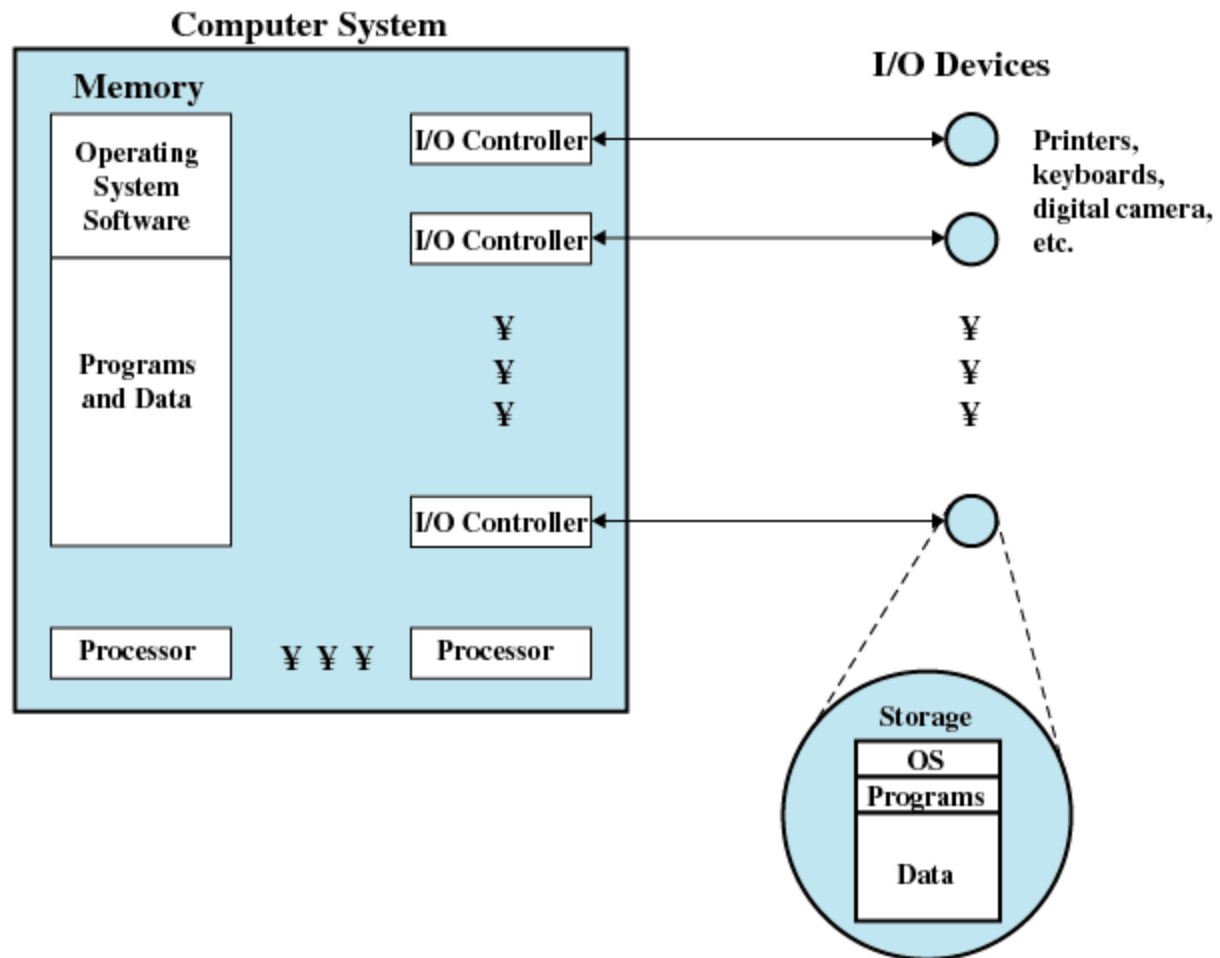 Computer System
I/O Devices
Memory
Operating
System
Software
Programs
and Data
I/O Controller
I/O Controller
¥
¥
¥
I/O Controller
Processor
¥ ¥ ¥
Processor
Printers,
keyboards,
digital camera,
etc.
¥
¥
¥
Storage
OS
Programs
Data